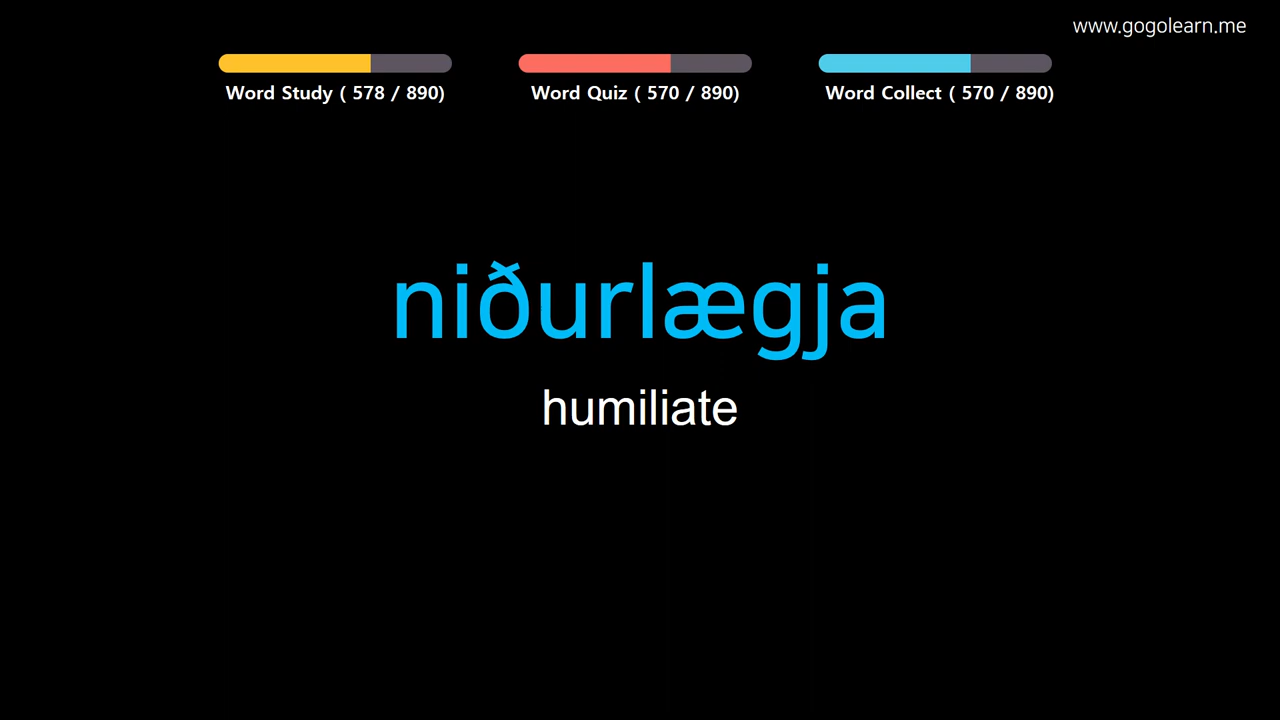 www.gogolearn.me
Word Study ( 578 / 890)
Word Quiz ( 570 / 890)
Word Collect ( 570 / 890)
niðurlægja
humiliate